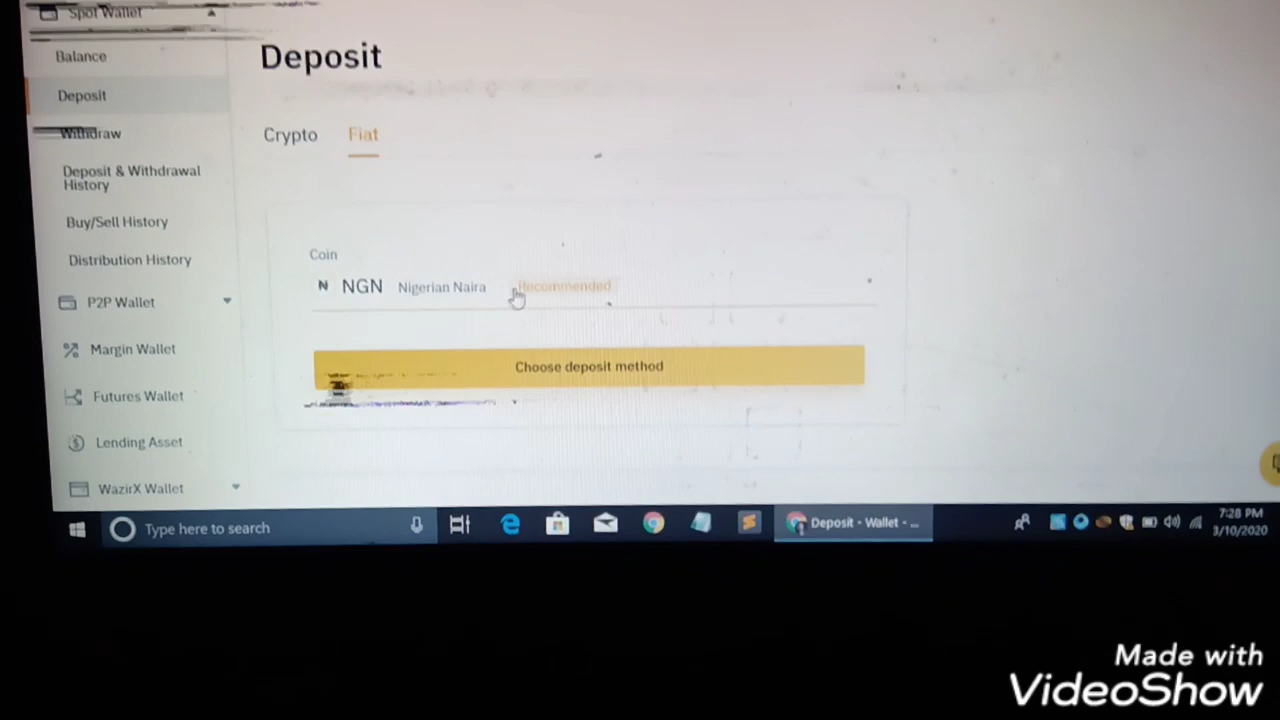 Spot Wallet
Balance
Deposit
Withdraw
Deposit & Withdrawal
History
Buy/Sell History
Distribution History
P2P Wallet
Margin Wallet
Futures Wallet
Lending Asset
WazirX Wallet
Deposit
Crypto Fiat
Coin
₦ NGN Nigerian Naira Recommended
Choose deposit method
Type here to search
Deposit - Wallet - ...
7:28 PM
3/10/2020
Made with
VideoShow